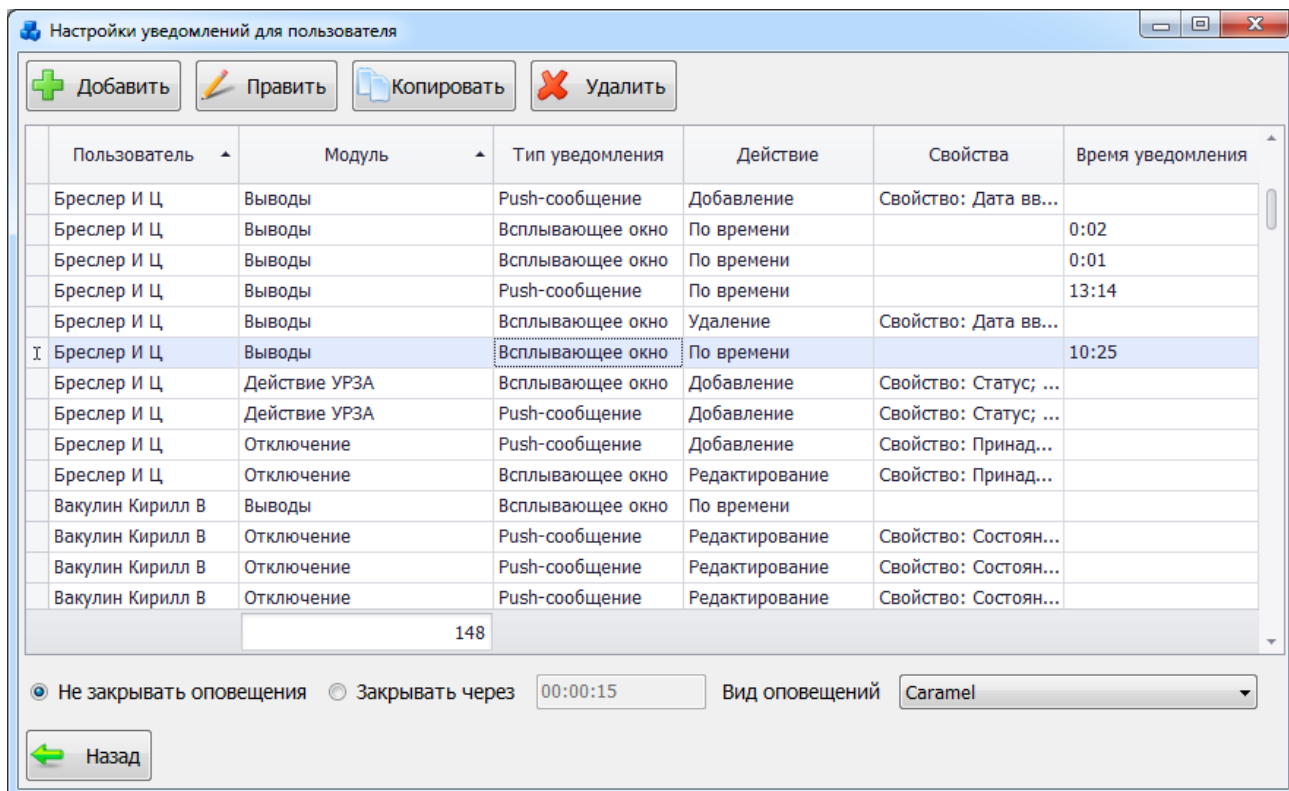 Настройки уведомлений для пользователя
Добавить Править Копировать Удалить
Пользователь Модуль Тип уведомления Действие Свойства Время уведомления
Бреслер И Ц Выводы Push-сообщение Добавление Свойство: Дата вв...
Бреслер И Ц Выводы Всплывающее окно По времени 0:02
Бреслер И Ц Выводы Всплывающее окно По времени 0:01
Бреслер И Ц Выводы Push-сообщение По времени 13:14
Бреслер И Ц Выводы Всплывающее окно Удаление Свойство: Дата вв...
Бреслер И Ц Выводы Всплывающее окно По времени 10:25
Бреслер И Ц Действие УРЗА Всплывающее окно Добавление Свойство: Статус; ...
Бреслер И Ц Действие УРЗА Push-сообщение Добавление Свойство: Статус; ...
Бреслер И Ц Отключение Push-сообщение Добавление Свойство: Принад...
Бреслер И Ц Отключение Всплывающее окно Редактирование Свойство: Принад...
Вакулин Кирилл В Выводы Всплывающее окно По времени
Вакулин Кирилл В Отключение Push-сообщение Редактирование Свойство: Состоян...
Вакулин Кирилл В Отключение Push-сообщение Редактирование Свойство: Состоян...
Вакулин Кирилл В Отключение Push-сообщение Редактирование Свойство: Состоян...
148
Не закрывать оповещения Закрывать через 00:00:15 Вид оповещений Caramel
Назад